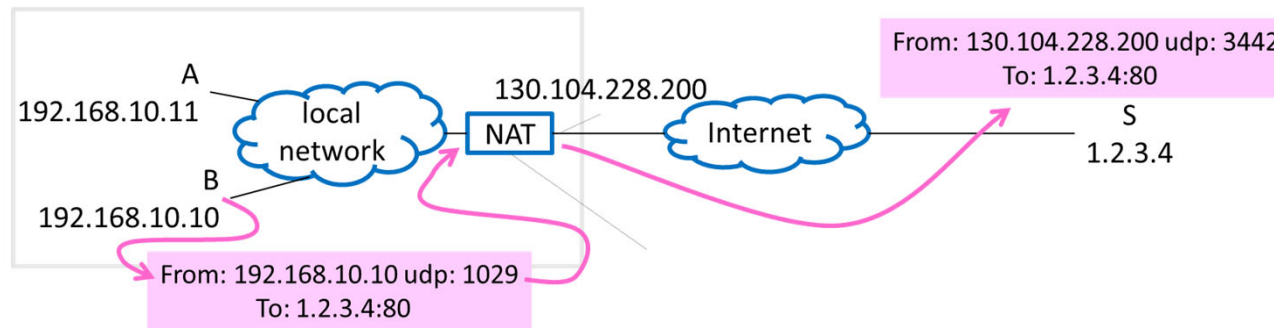 From: 130.104.228.200 udp: 3442
To: 1.2.3.4:80
A
192.168.10.11
local
network
130.104.228.200
NAT
Internet
S
1.2.3.4
B
192.168.10.10
From: 192.168.10.10 udp: 1029
To: 1.2.3.4:80